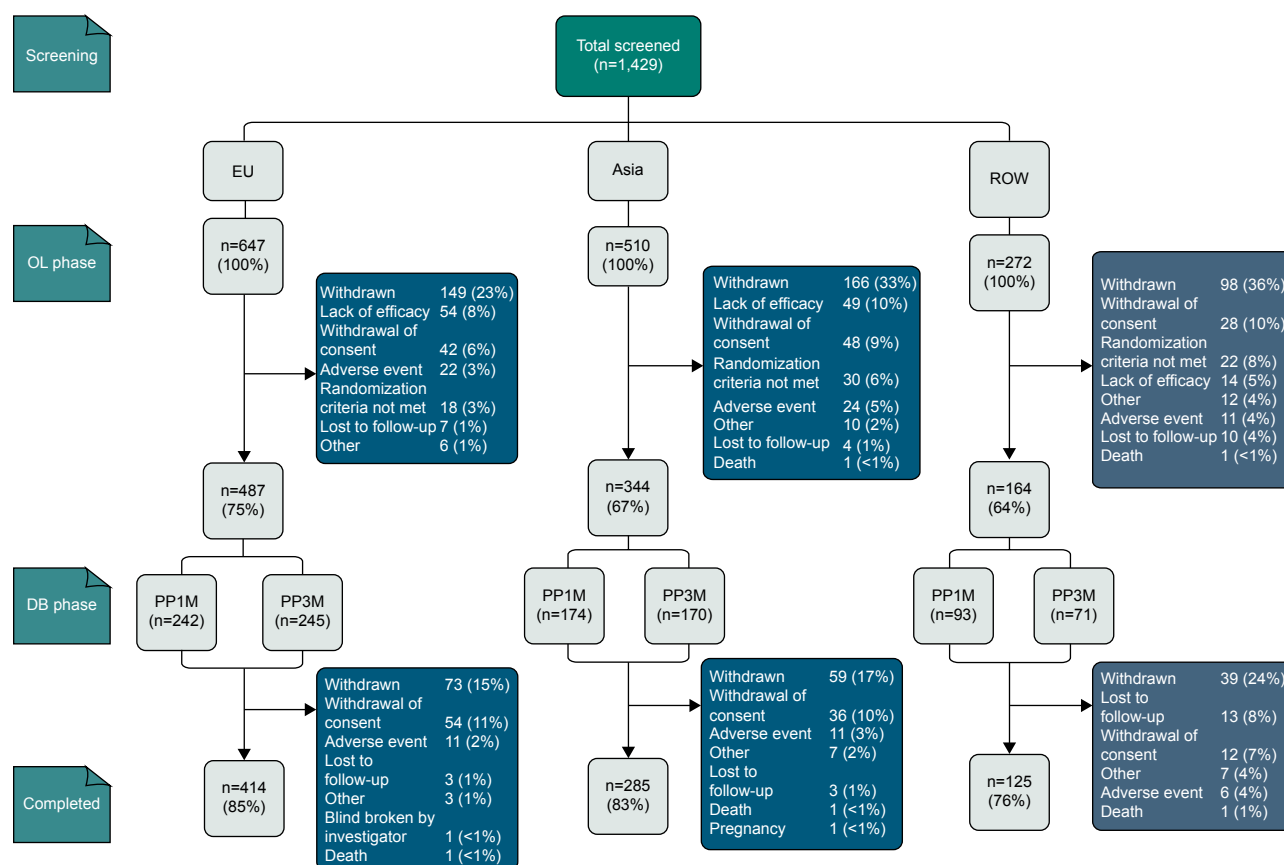 Screening
Total screened
(n=1,429)
EU
Asia
ROW
OL phase
n=647
(100%)
n=510
(100%)
n=272
(100%)
Withdrawn 149 (23%)
Lack of efficacy 54 (8%)
Withdrawal of
consent 42 (6%)
Adverse event 22 (3%)
Randomization
criteria not met 18 (3%)
Lost to follow-up 7 (1%)
Other 6 (1%)
Withdrawn 166 (33%)
Lack of efficacy 49 (10%)
Withdrawal of
consent 48 (9%)
Randomization
criteria not met 30 (6%)
Adverse event 24 (5%)
Other 10 (2%)
Lost to follow-up 4 (1%)
Death 1 (<1%)
Withdrawn 98 (36%)
Withdrawal of
consent 28 (10%)
Randomization
criteria not met 22 (8%)
Lack of efficacy 14 (5%)
Other 12 (4%)
Adverse event 11 (4%)
Lost to follow-up 10 (4%)
Death 1 (<1%)
n=487
(75%)
n=344
(67%)
n=164
(64%)
DB phase
PP1M
(n=242)
PP3M
(n=245)
PP1M
(n=174)
PP3M
(n=170)
PP1M
(n=93)
PP3M
(n=71)
Withdrawn 73 (15%)
Withdrawal of
consent 54 (11%)
Adverse event 11 (2%)
Lost to
follow-up 3 (1%)
Other 3 (1%)
Blind broken by
investigator 1 (<1%)
Death 1 (<1%)
Withdrawn 59 (17%)
Withdrawal of
consent 36 (10%)
Adverse event 11 (3%)
Other 7 (2%)
Lost to
follow-up 3 (1%)
Death 1 (<1%)
Pregnancy 1 (<1%)
Withdrawn 39 (24%)
Lost to
follow-up 13 (8%)
Withdrawal of
consent 12 (7%)
Other 7 (4%)
Adverse event 6 (4%)
Death 1 (1%)
Completed
n=414
(85%)
n=285
(83%)
n=125
(76%)